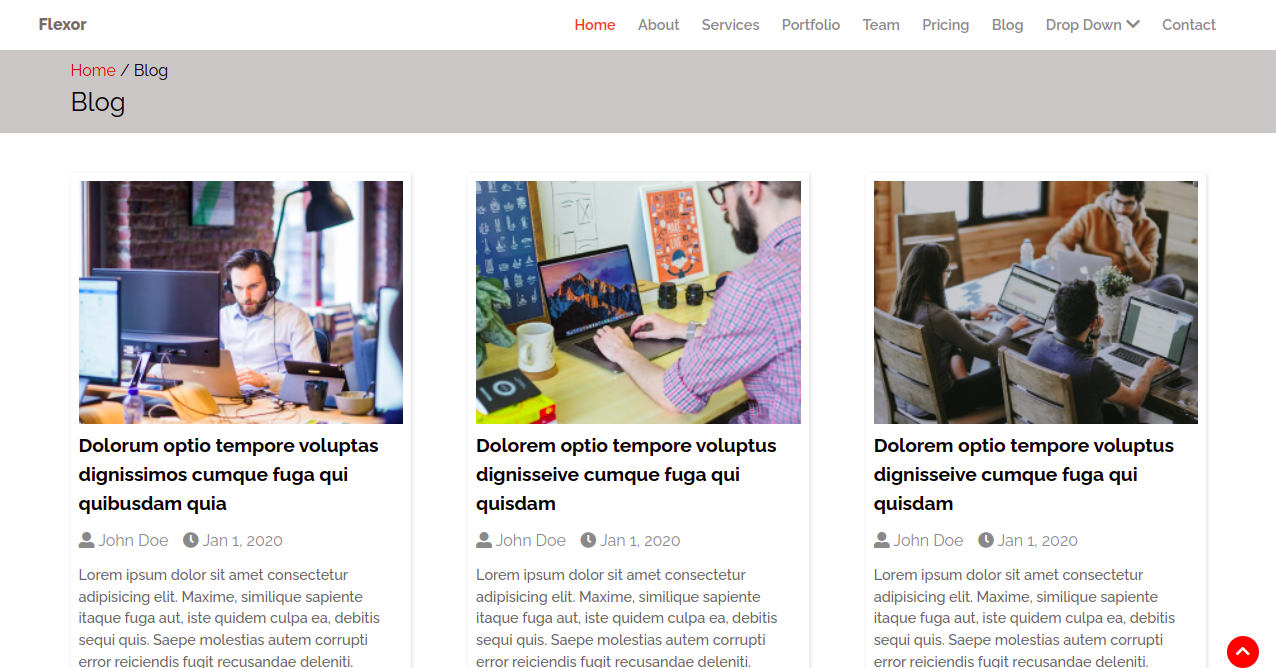 Flexor
Home About Services Portfolio Team Pricing Blog Drop Down Contact
Home / Blog
Blog
Dolorum optio tempore voluptas
dignissimos cumque fuga qui
quibusdam quia
John Doe Jan 1, 2020
Lorem ipsum dolor sit amet consectetur
adipisicing elit. Maxime, similique sapiente
itaque fuga aut, iste quidem culpa ea, debitis
sequi quis. Saepe molestias autem corrupti
error reiciendis fugit recusandae deleniti.
Dolorem optio tempore voluptus
dignisseive cumque fuga qui
quisdam
John Doe Jan 1, 2020
Lorem ipsum dolor sit amet consectetur
adipisicing elit. Maxime, similique sapiente
itaque fuga aut, iste quidem culpa ea, debitis
sequi quis. Saepe molestias autem corrupti
error reiciendis fugit recusandae deleniti.
Dolorem optio tempore voluptus
dignisseive cumque fuga qui
quisdam
John Doe Jan 1, 2020
Lorem ipsum dolor sit amet consectetur
adipisicing elit. Maxime, similique sapiente
itaque fuga aut, iste quidem culpa ea, debitis
sequi quis. Saepe molestias autem corrupti
error reiciendis fugit recusandae deleniti.